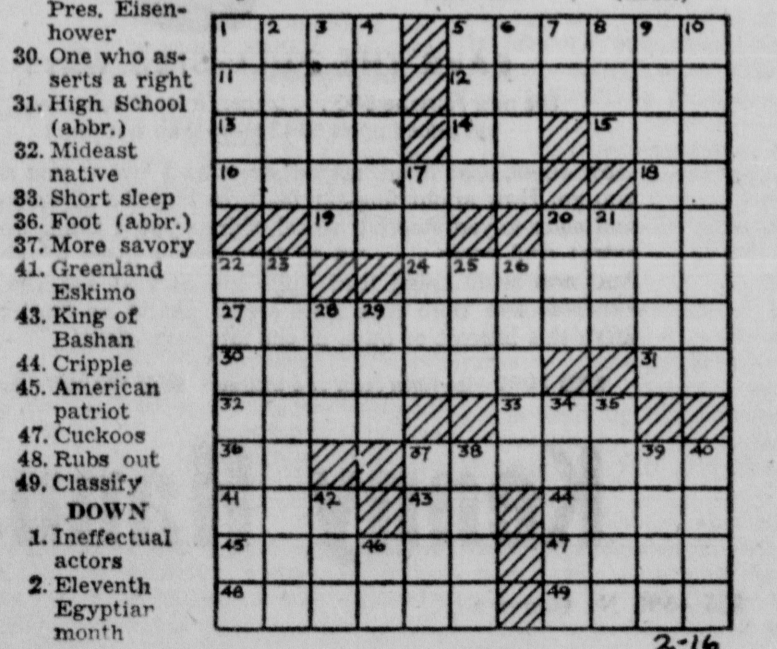 Pres. Eisen-
hower
30. One who as-
serts a right
31. High School
(abbr.)
32. Mideast
native
33. Short sleep
36. Foot (abbr.)
37. More savory
41. Greenland
Eskimo
43. King of
Bashan
44. Cripple
45. American
patriot
47. Cuckoos
48. Rubs out
49. Classify
DOWN
1. Ineffectual
actors
2. Eleventh
Egyptiar
month
1 2 3 4 5 6 7 8 9 10
11 12
13 14 15
16 17 18
19 20 21
22 23 24 25 26
27 28 29
30 31
32 33 34 35
36 37 38 39 40
41 42 43 44
45 46 47
48 49
2-16